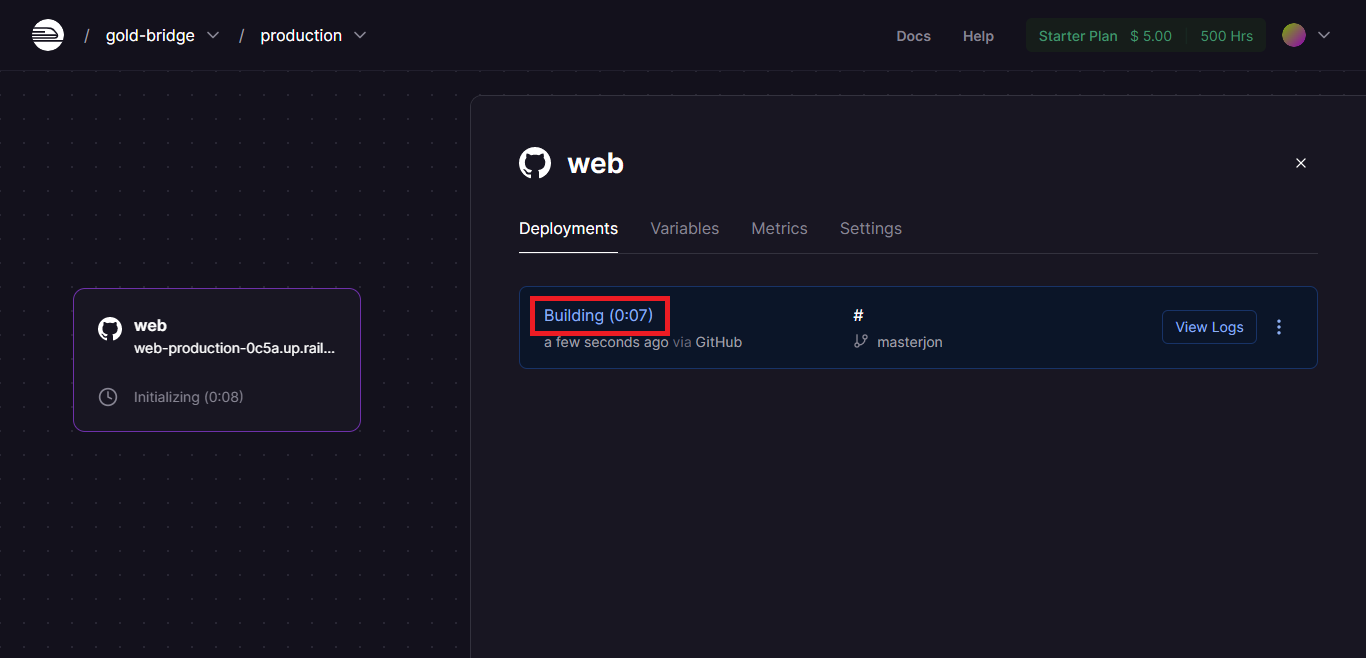 / gold-bridge / production
Docs Help Starter Plan $ 5.00 500 Hrs
web
web-production-0c5a.up.rail...
Initializing (0:08)
web
Deployments Variables Metrics Settings
Building (0:07)
a few seconds ago via GitHub
#
masterjon
View Logs